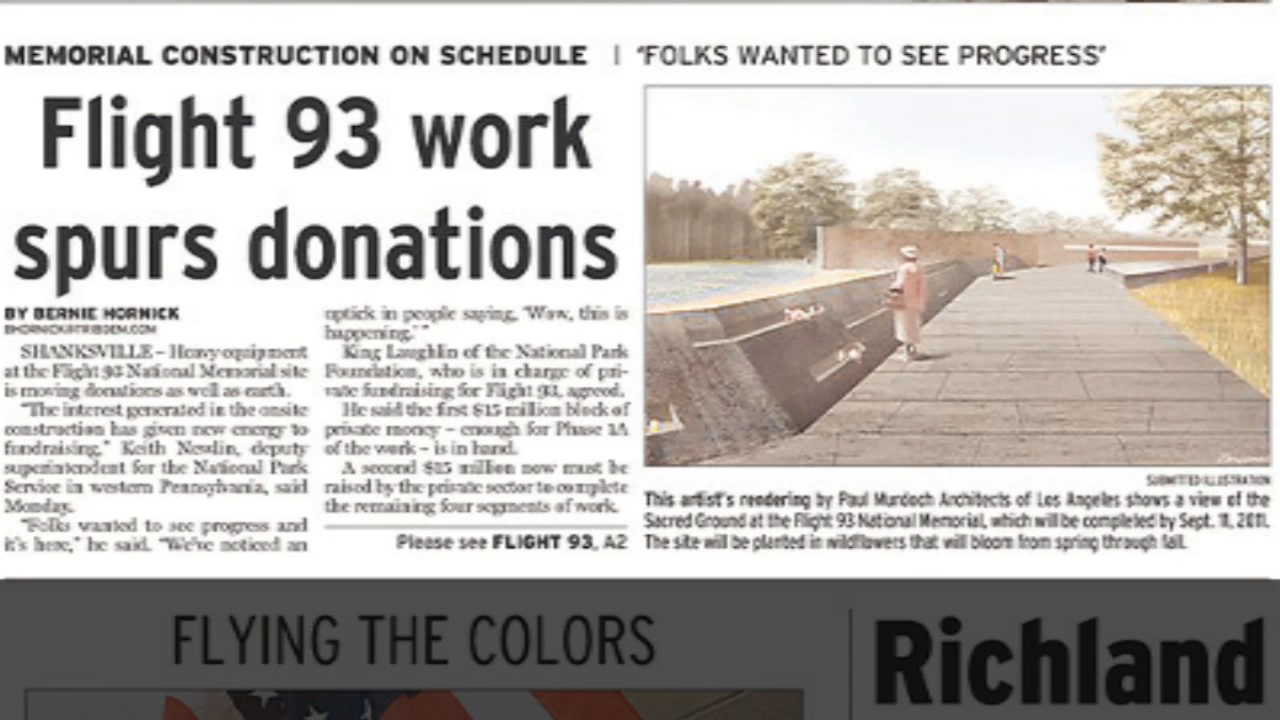 MEMORIAL CONSTRUCTION ON SCHEDULE | 'FOLKS WANTED TO SEE PROGRESS'
Flight 93 work
spurs donations
BY BERNIE HORNICK
BHORNICK@TRIBDEM.COM
SHANKSVILLE – Heavy equipment
at the Flight 93 National Memorial site
is moving donations as well as earth.
"The interest generated in the onsite
construction has given new energy to
fundraising," Keith Newlin, deputy
superintendent for the National Park
Service in western Pennsylvania, said
Monday.
"Folks wanted to see progress and
it's here," he said. "We've noticed an
uptick in people saying, 'Wow, this is
happening.' "
King Laughlin of the National Park
Foundation, who is in charge of pri-
vate fundraising for Flight 93, agreed.
He said the first $15 million block of
private money – enough for Phase 1A
of the work – is in hand.
A second $15 million now must be
raised by the private sector to complete
the remaining four segments of work.
Please see FLIGHT 93, A2
SUBMITTED ILLUSTRATION
This artist's rendering by Paul Murdoch Architects of Los Angeles shows a view of the
Sacred Ground at the Flight 93 National Memorial, which will be completed by Sept. 11, 2011.
The site will be planted in wildflowers that will bloom from spring through fall.
FLYING THE COLORS
Richland